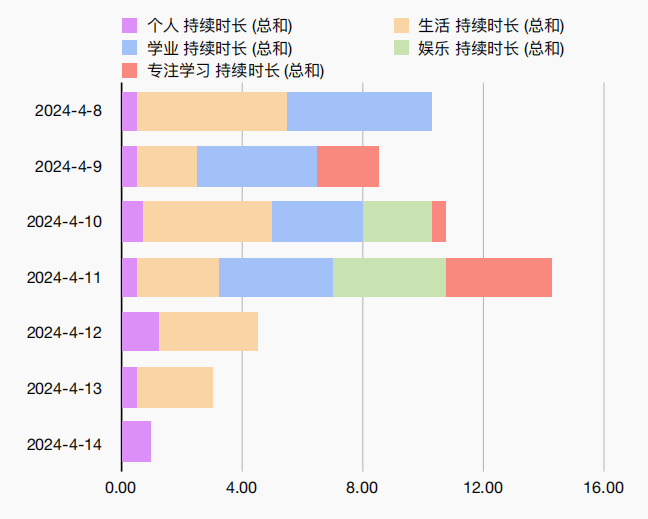 个人 持续时长 (总和)
生活 持续时长 (总和)
学业 持续时长 (总和)
娱乐 持续时长 (总和)
专注学习 持续时长 (总和)
2024-4-8
2024-4-9
2024-4-10
2024-4-11
2024-4-12
2024-4-13
2024-4-14
0.00 4.00 8.00 12.00 16.00